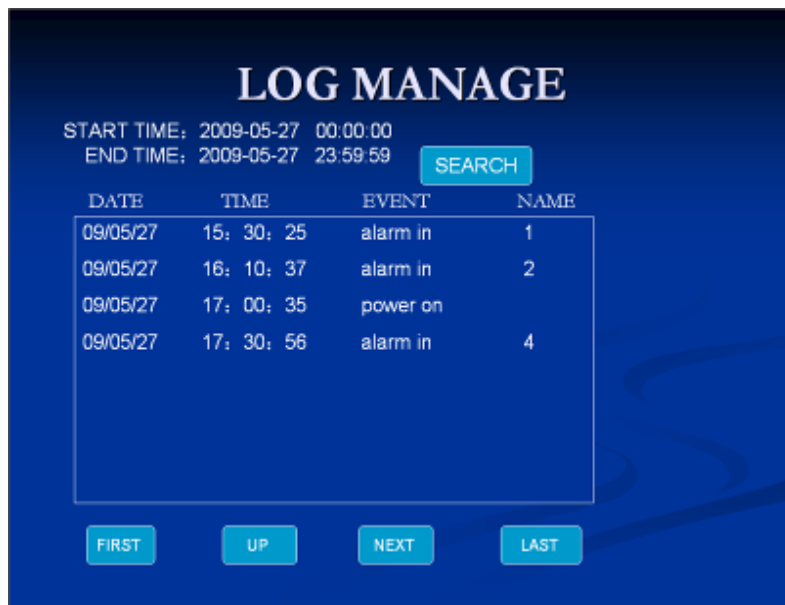 LOG MANAGE
START TIME: 2009-05-27 00:00:00
END TIME: 2009-05-27 23:59:59
SEARCH
DATE TIME EVENT NAME
09/05/27 15: 30: 25 alarm in 1
09/05/27 16: 10: 37 alarm in 2
09/05/27 17: 00: 35 power on
09/05/27 17: 30: 56 alarm in 4
FIRST UP NEXT LAST